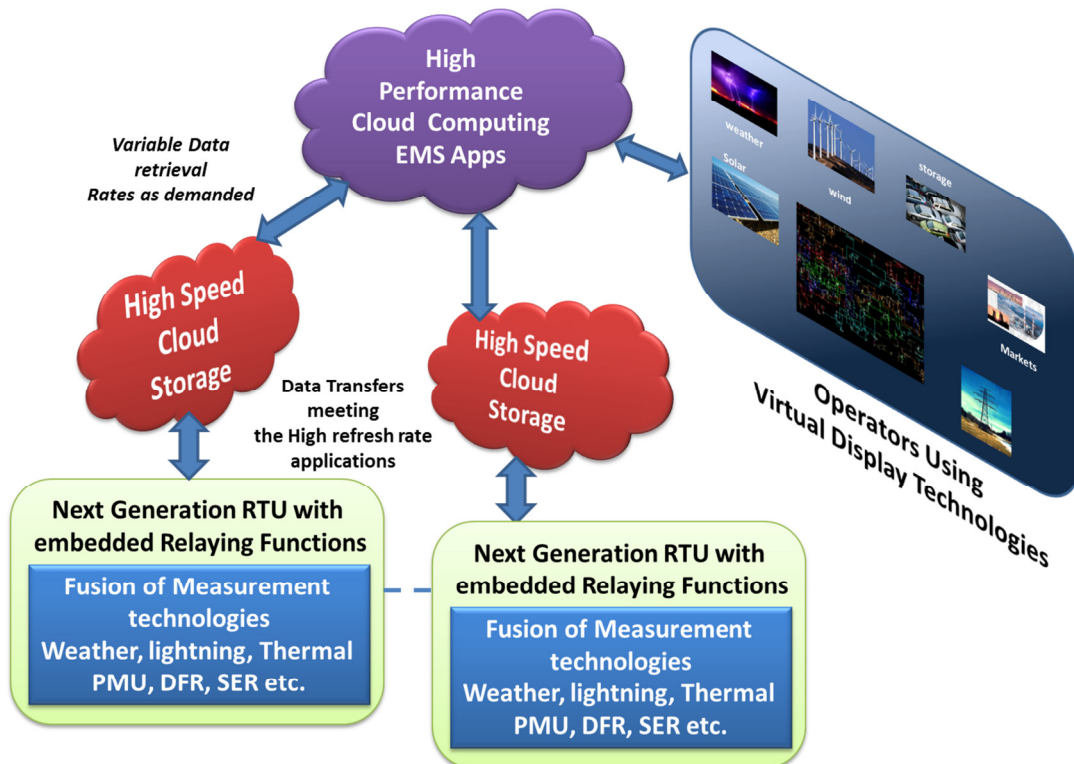 High
Performance
Cloud Computing
EMS Apps
Variable Data
retrieval
Rates as demanded
weather
Solar
wind
storage
Markets
Operators Using
Virtual Display Technologies
High Speed
Cloud
Storage
High Speed
Cloud
Storage
Data Transfers
meeting
the High refresh rate
applications
Next Generation RTU with
embedded Relaying Functions
Fusion of Measurement
technologies
Weather, lightning, Thermal
PMU, DFR, SER etc.
Next Generation RTU with
embedded Relaying Functions
Fusion of Measurement
technologies
Weather, lightning, Thermal
PMU, DFR, SER etc.